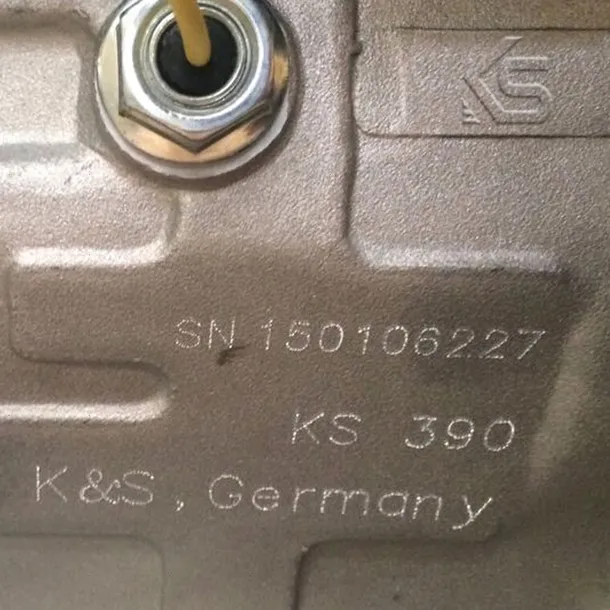 KS
SN 150106227
KS 390
K&S, Germany